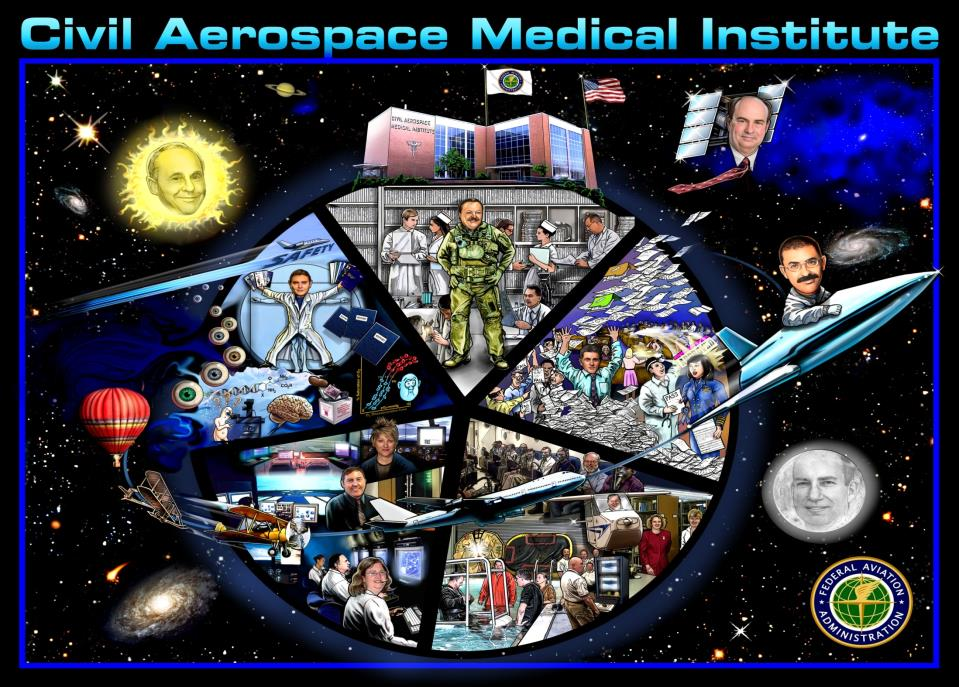 Civil Aerospace Medical Institute
CIVIL AEROSPACE
MEDICAL INSTITUTE
SAFETY
FEDERAL AVIATION
ADMINISTRATION